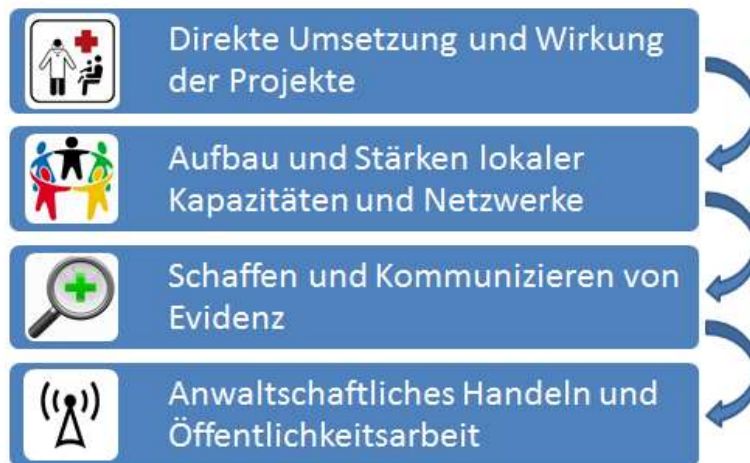 Direkte Umsetzung und Wirkung
der Projekte
Aufbau und Stärken lokaler
Kapazitäten und Netzwerke
Schaffen und Kommunizieren von
Evidenz
Anwaltschaftliches Handeln und
Öffentlichkeitsarbeit